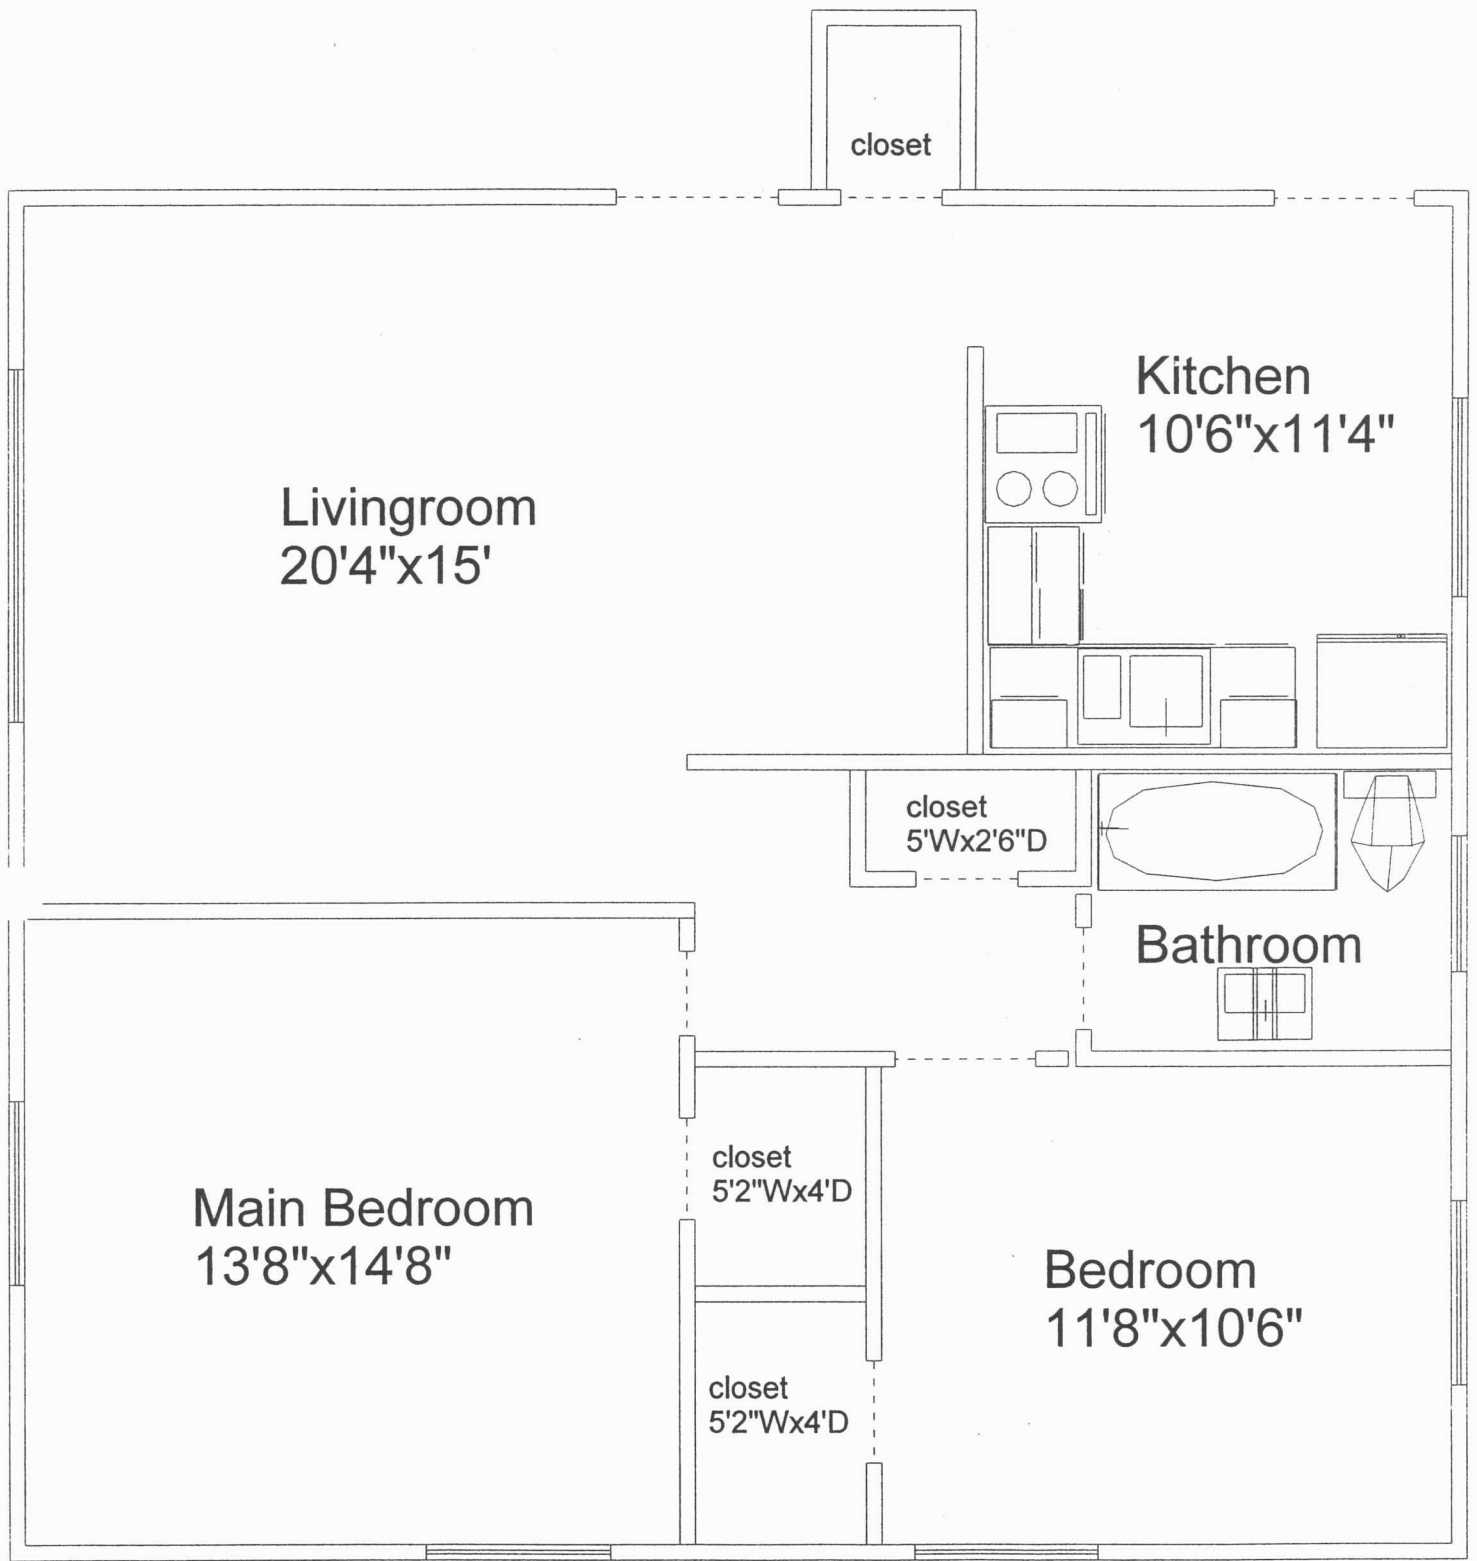 closet
Kitchen
10'6"x11'4"
Livingroom
20'4"x15'
closet
5'Wx2'6"D
Bathroom
closet
5'2"Wx4'D
Main Bedroom
13'8"x14'8"
Bedroom
11'8"x10'6"
closet
5'2"Wx4'D